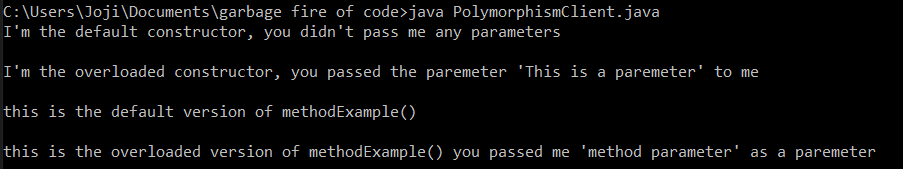 C:\Users\Joji\Documents\garbage fire of code>java PolymorphismClient.java
I'm the default constructor, you didn't pass me any parameters
I'm the overloaded constructor, you passed the paremeter 'This is a paremeter' to me
this is the default version of methodExample()
this is the overloaded version of methodExample() you passed me 'method parameter' as a paremeter